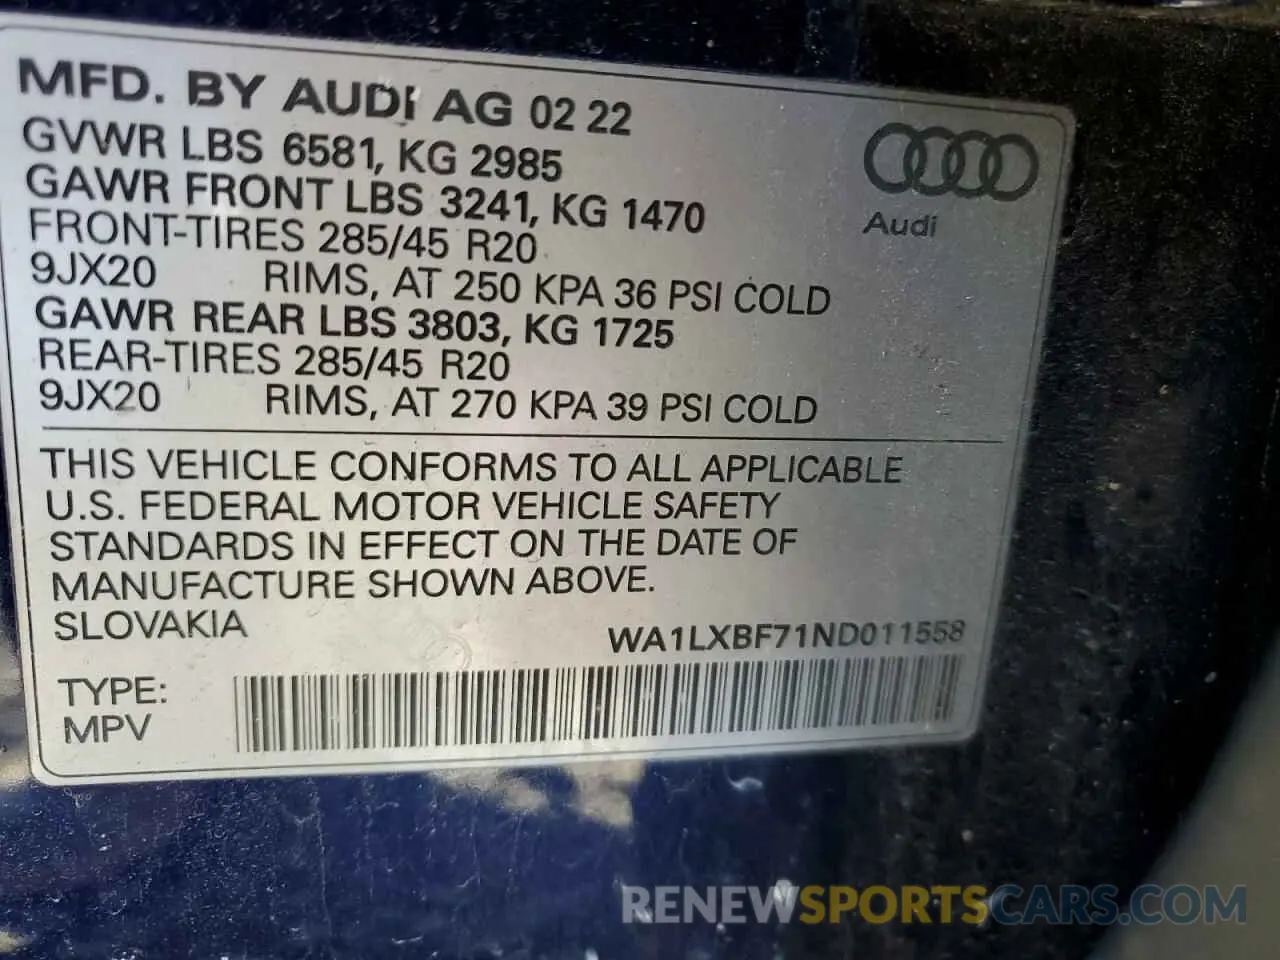 MFD. BY AUDI AG 02 22
GVWR LBS 6581, KG 2985
GAWR FRONT LBS 3241, KG 1470
FRONT-TIRES 285/45 R20
9JX20 RIMS, AT 250 KPA 36 PSI COLD
GAWR REAR LBS 3803, KG 1725
REAR-TIRES 285/45 R20
9JX20 RIMS, AT 270 KPA 39 PSI COLD
Audi
THIS VEHICLE CONFORMS TO ALL APPLICABLE
U.S. FEDERAL MOTOR VEHICLE SAFETY
STANDARDS IN EFFECT ON THE DATE OF
MANUFACTURE SHOWN ABOVE.
SLOVAKIA
WA1LXBF71ND011558
TYPE:
MPV
RENEWSPORTSCARS.COM